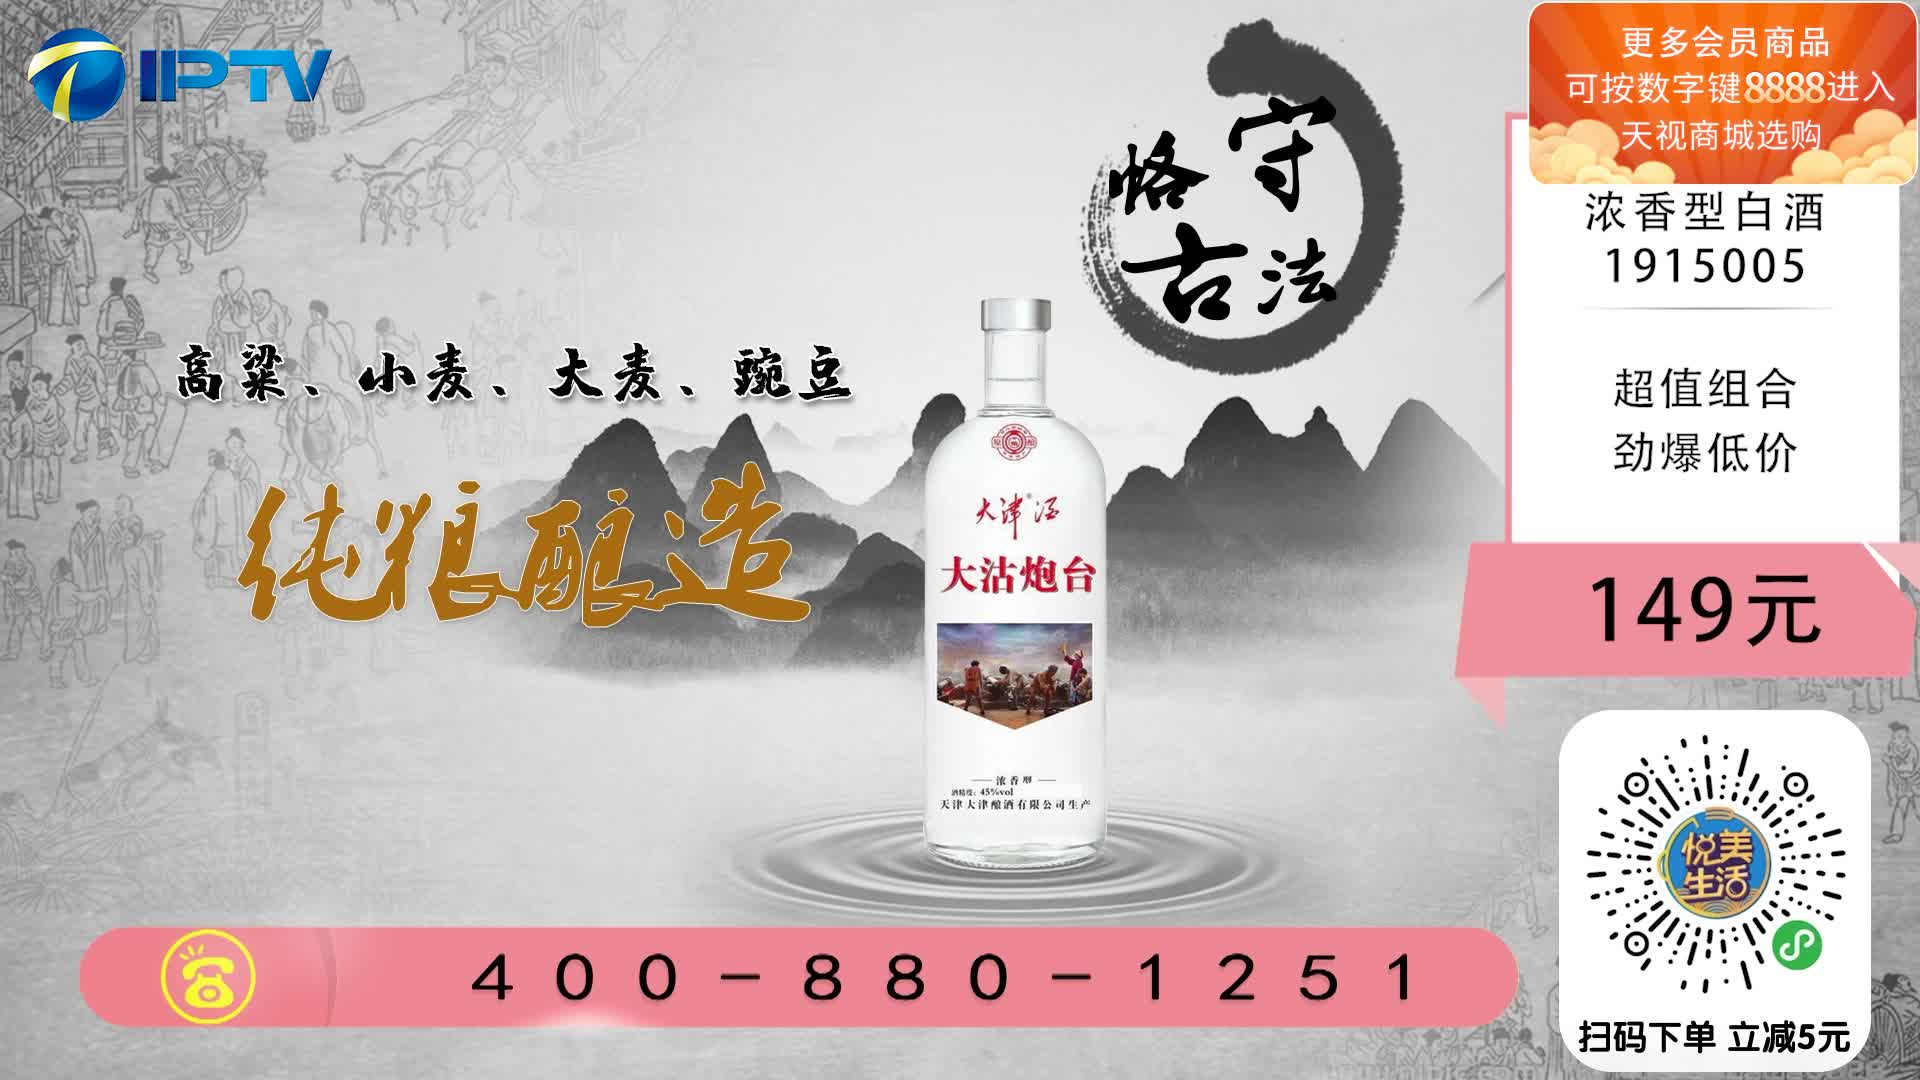 IPTV
更多会员商品
可按数字键8888进入
天视商城选购
恪守
古法
浓香型白酒
1915005
高粱、小麦、大麦、豌豆
纯粮酿造
超值组合
劲爆低价
大津酒
大沽炮台
149元
浓香型
酒精度：45%vol
天津大津酿酒有限公司生产
悦美
生活
400-880-1251
扫码下单 立减5元